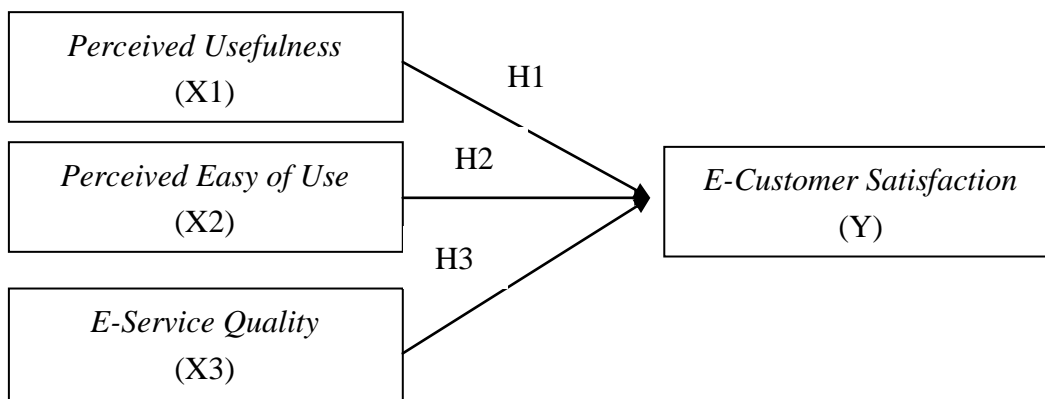 Perceived Usefulness
(X1)
H1
Perceived Easy of Use
(X2)
H2
E-Customer Satisfaction
(Y)
H3
E-Service Quality
(X3)